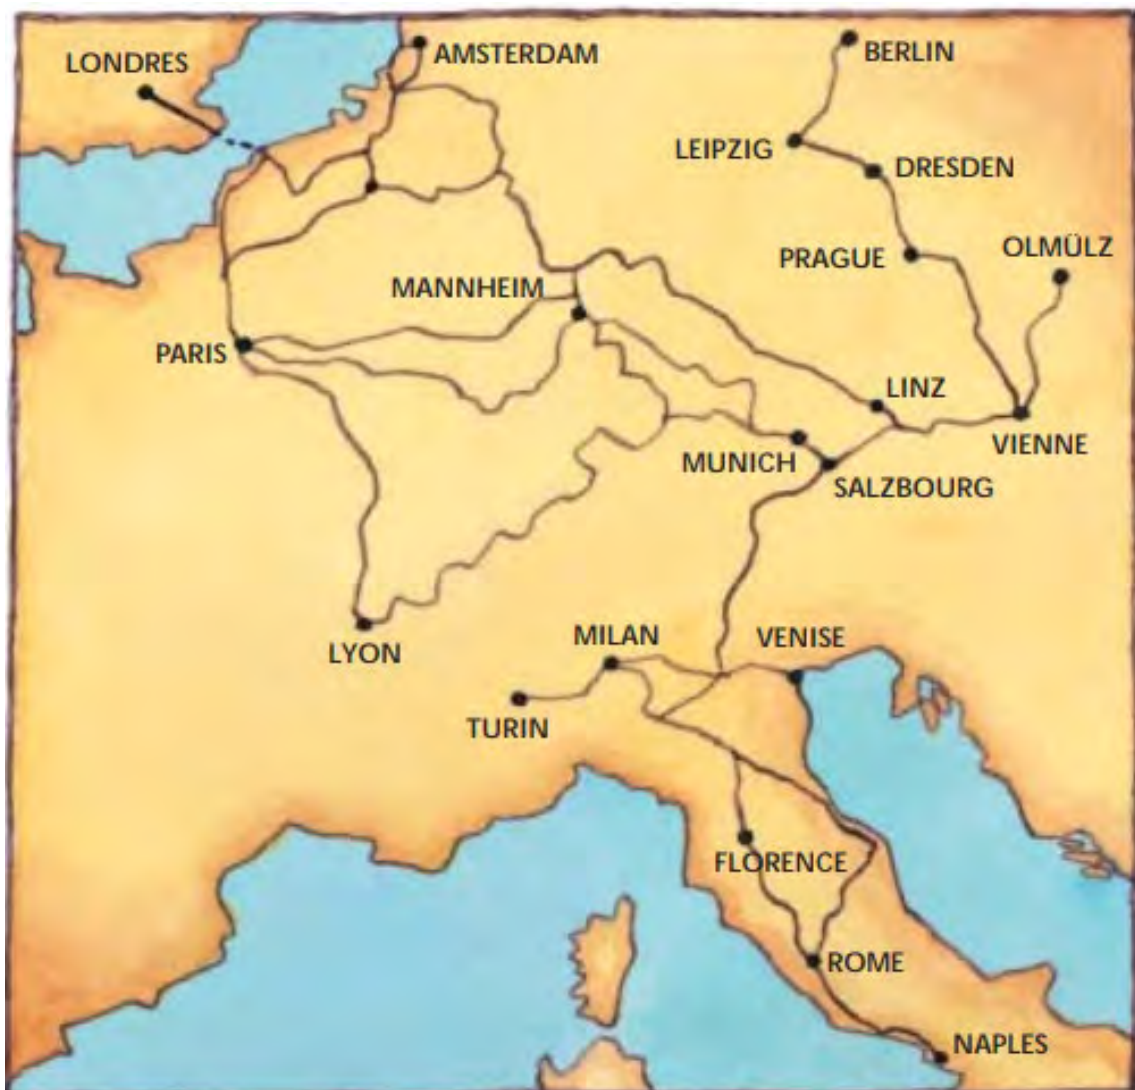 AMSTERDAM
BERLIN
LONDRES
LEIPZIG
DRESDEN
OLMÜLZ
PRAGUE
MANNHEIM
PARIS
LINZ
VIENNE
MUNICH
SALZBOURG
MILAN
VENISE
LYON
TURIN
FLORENCE
ROME
NAPLES